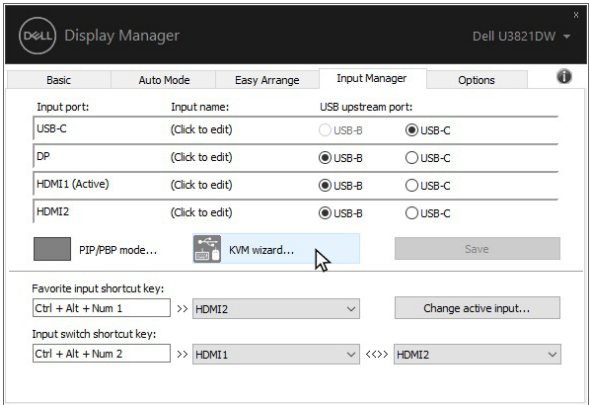 x
DELL Display Manager Dell U3821DW
Basic Auto Mode Easy Arrange Input Manager Options i
Input port: Input name: USB upstream port:
USB-C (Click to edit) USB-B USB-C
DP (Click to edit) USB-B USB-C
HDMI1 (Active) (Click to edit) USB-B USB-C
HDMI2 (Click to edit) USB-B USB-C
PIP/PBP mode... KVM wizard... Save
Favorite input shortcut key:
Ctrl + Alt + Num 1 >> HDMI2 Change active input...
Input switch shortcut key:
Ctrl + Alt + Num 2 >> HDMI1 <<>> HDMI2